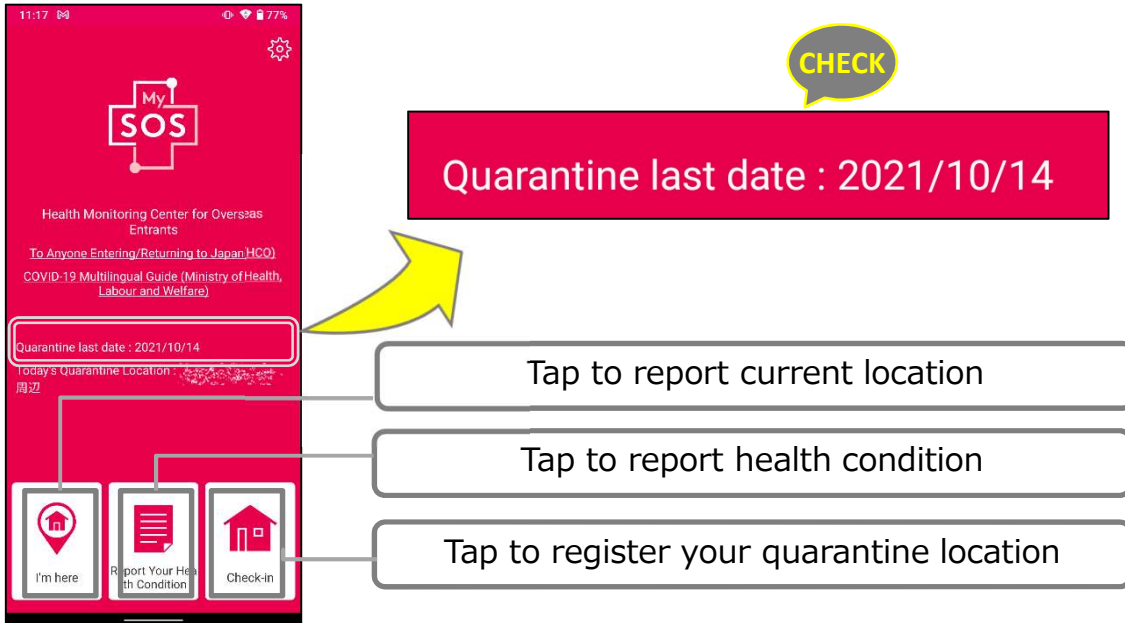 11:17
77%
My
SOS
Health Monitoring Center for Overseas
Entrants
To Anyone Entering/Returning to Japan(HCO)
COVID-19 Multilingual Guide (Ministry of Health,
Labour and Welfare)
Quarantine last date : 2021/10/14
Today's Quarantine Location :
周辺
I'm here
Report Your Hea
lth Condition
Check-in
CHECK
Quarantine last date : 2021/10/14
Tap to report current location
Tap to report health condition
Tap to register your quarantine location